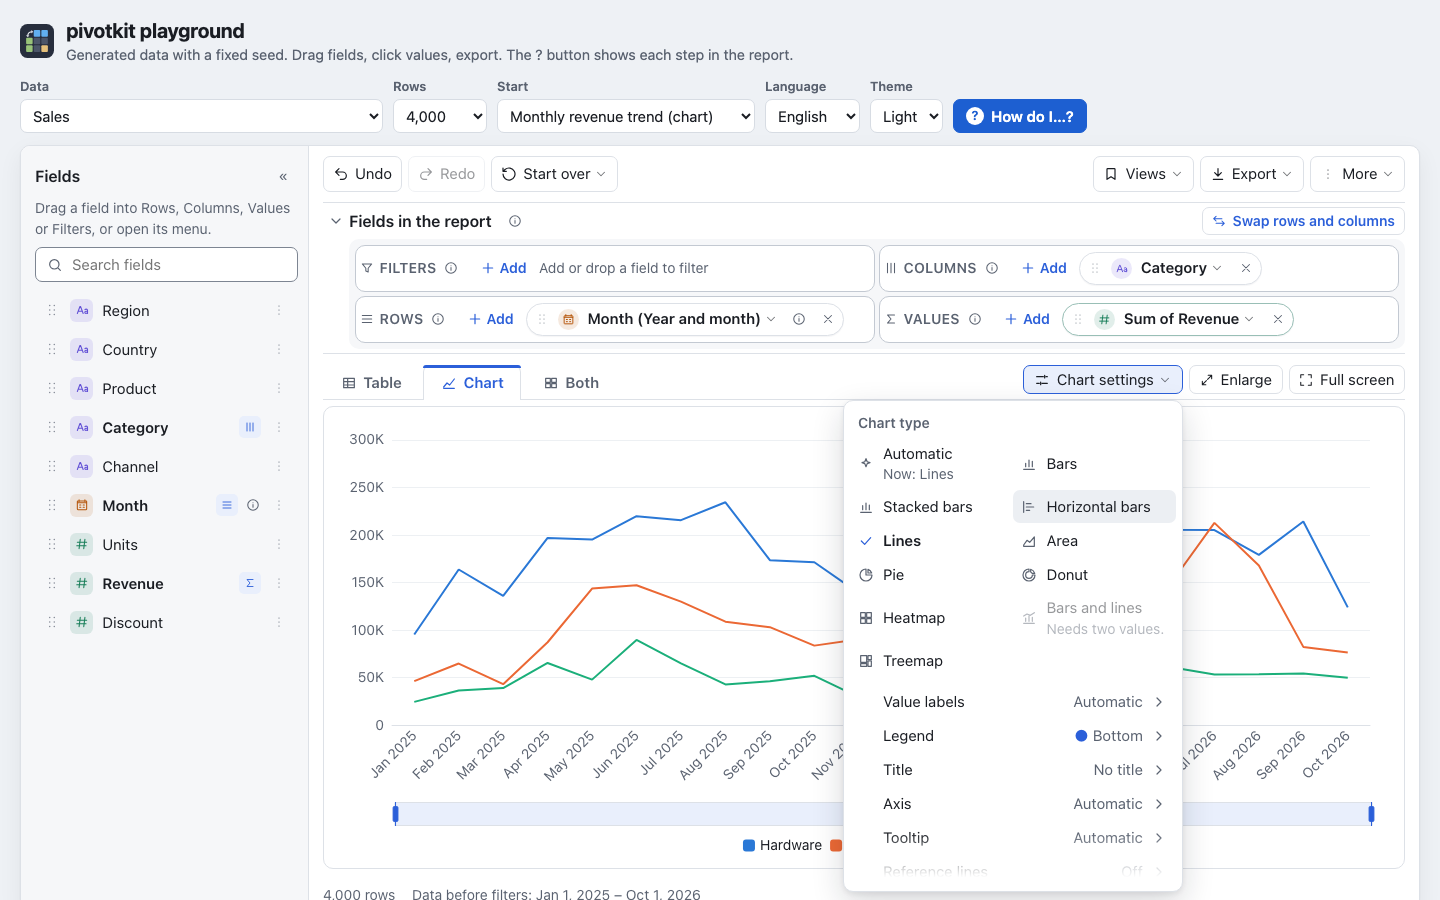 pivotkit playground
Generated data with a fixed seed. Drag fields, click values, export. The ? button shows each step in the report.
Data
Rows
Start
Language
Theme
Sales
4,000
Monthly revenue trend (chart)
English
Light
? How do I...?
Fields
«
Drag a field into Rows, Columns, Values
or Filters, or open its menu.
Search fields
Aa Region
Aa Country
Aa Product
Aa Category
Aa Channel
Month
# Units
# Revenue Σ
# Discount
Undo
Redo
Start over
Views
Export
More
Fields in the report
Swap rows and columns
FILTERS
+ Add
Add or drop a field to filter
COLUMNS
+ Add
Aa Category
ROWS
+ Add
Month (Year and month)
Σ VALUES
+ Add
# Sum of Revenue
Table
Chart
Both
Chart settings
Enlarge
Full screen
300K
250K
200K
150K
100K
50K
0
Jan 2025
Feb 2025
Mar 2025
Apr 2025
May 2025
Jun 2025
Jul 2025
Aug 2025
Sep 2025
Oct 2025
Aug 2026
Sep 2026
Oct 2026
Hardware
Chart type
Automatic
Now: Lines
Bars
Stacked bars
Horizontal bars
Lines
Area
Pie
Donut
Heatmap
Bars and lines
Needs two values.
Treemap
Value labels Automatic
Legend Bottom
Title No title
Axis Automatic
Tooltip Automatic
Reference lines Off
4,000 rows
Data before filters: Jan 1, 2025 – Oct 1, 2026